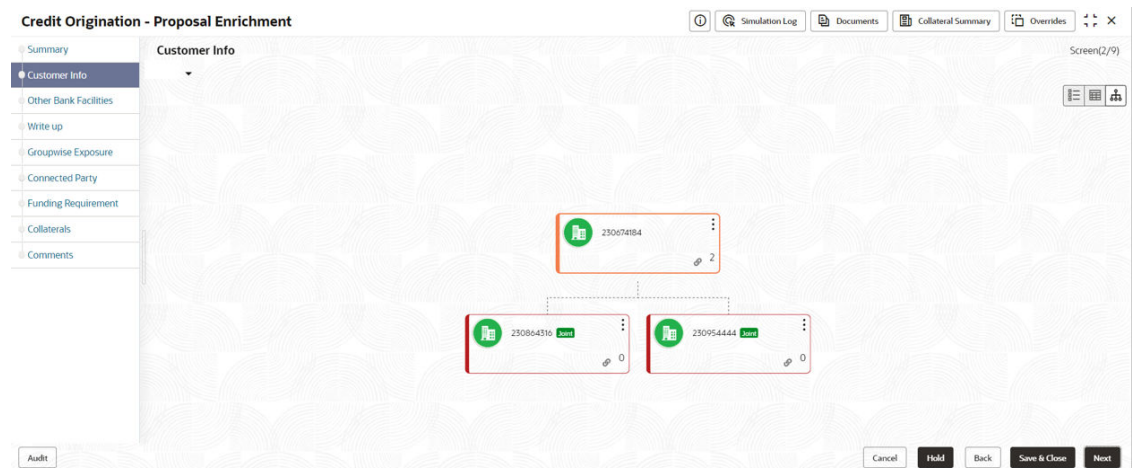 Credit Origination - Proposal Enrichment
Simulation Log
Documents
Collateral Summary
Overrides
Summary
Customer Info
Other Bank Facilities
Write up
Groupwise Exposure
Connected Party
Funding Requirement
Collaterals
Comments
Customer Info
Screen(2/9)
230674184
2
230864316 Joint
0
230954444 Joint
0
Audit
Cancel
Hold
Back
Save & Close
Next